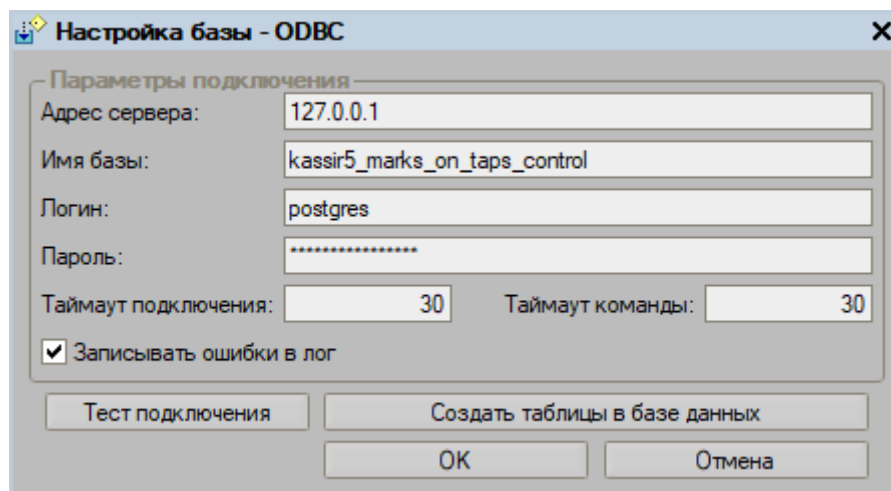 Настройка базы - ODBC
Параметры подключения
Адрес сервера: 127.0.0.1
Имя базы: kassir5_marks_on_taps_control
Логин: postgres
Пароль: ****************
Таймаут подключения: 30 Таймаут команды: 30
Записывать ошибки в лог
Тест подключения Создать таблицы в базе данных
OK Отмена